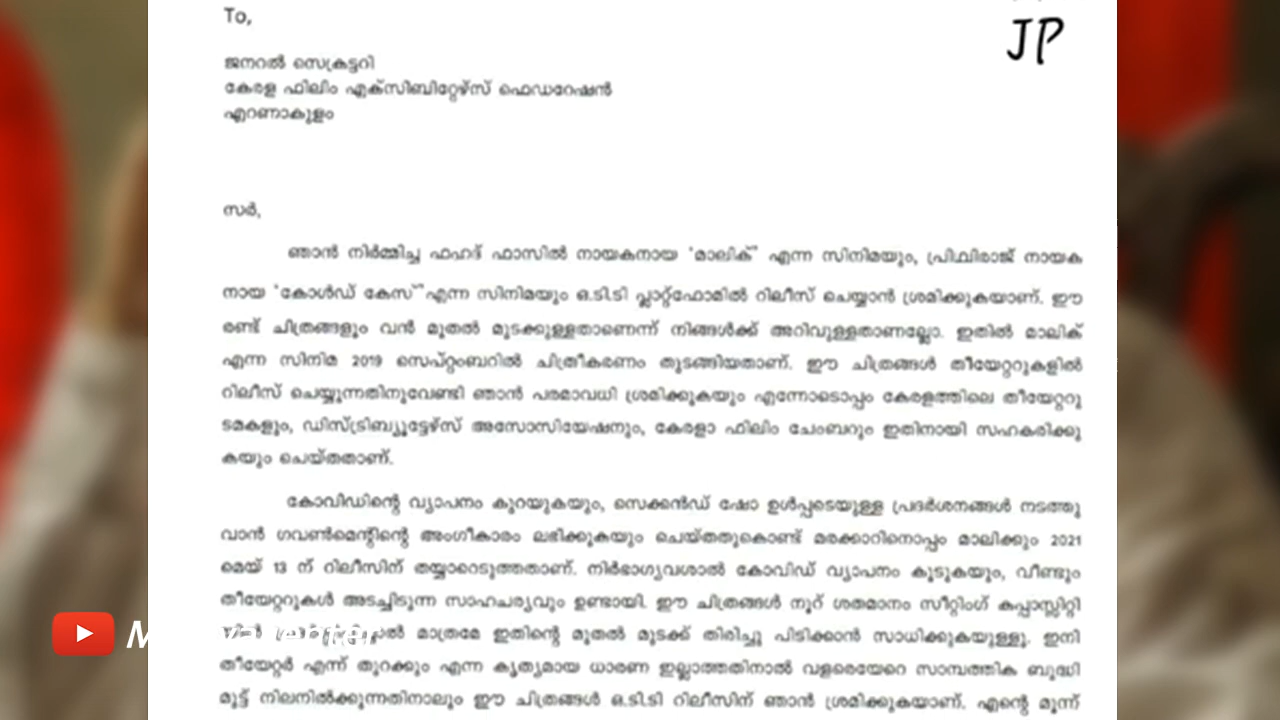 To,
JP
ജനറൽ സെക്രട്ടറി
കേരള ഫിലിം എക്സിബിറ്റേഴ്സ് ഫെഡറേഷൻ
എറണാകുളം
സർ,
ഞാൻ നിർമ്മിച്ച ഫഹദ് ഫാസിൽ നായകനായ 'മാലിക്' എന്ന സിനിമയും, പ്രിഥിരാജ് നായക
നായ 'കോൾഡ് കേസ്' എന്ന സിനിമയും ഒ.ടി.ടി പ്ലാറ്റ്ഫോമിൽ റിലീസ് ചെയ്യാൻ ശ്രമിക്കുകയാണ്. ഈ
രണ്ട് ചിത്രങ്ങളും വൻ മുതൽ മുടക്കുള്ളതാണെന്ന് നിങ്ങൾക്ക് അറിവുള്ളതാണല്ലോ. ഇതിൽ മാലിക്
എന്ന സിനിമ 2019 സെപ്റ്റംബറിൽ ചിത്രീകരണം തുടങ്ങിയതാണ്. ഈ ചിത്രങ്ങൾ തീയേറ്ററുകളിൽ
റിലീസ് ചെയ്യുന്നതിനുവേണ്ടി ഞാൻ പരമാവധി ശ്രമിക്കുകയും എന്നോടൊപ്പം കേരളത്തിലെ തീയേറ്ററു
ടമകളും, ഡിസ്ട്രിബ്യൂട്ടേഴ്സ് അസോസിയേഷനും, കേരളാ ഫിലിം ചേംബറും ഇതിനായി സഹകരിക്കു
കയും ചെയ്തതാണ്.
കോവിഡിന്റെ വ്യാപനം കുറയുകയും, സെക്കൻഡ് ഷോ ഉൾപ്പടെയുള്ള പ്രദർശനങ്ങൾ നടത്തു
വാൻ ഗവൺമെന്റിന്റെ അംഗീകാരം ലഭിക്കുകയും ചെയ്തതുകൊണ്ട് മരക്കാറിനൊപ്പം മാലിക്കും 2021
മെയ് 13 ന് റിലീസിന് തയ്യാറെടുത്തതാണ്. നിർഭാഗ്യവശാൽ കോവിഡ് വ്യാപനം കൂടുകയും, വീണ്ടും
തീയേറ്ററുകൾ അടച്ചിടുന്ന സാഹചര്യവും ഉണ്ടായി. ഈ ചിത്രങ്ങൾ നൂറ് ശതമാനം സീറ്റിംഗ് കപ്പാസ്സിറ്റി
മാത്രമേ ഇതിന്റെ മുതൽ മുടക്ക് തിരിച്ചു പിടിക്കാൻ സാധിക്കുകയുള്ളൂ. ഇനി
തീയേറ്റർ എന്ന് തുറക്കും എന്ന കൃത്യമായ ധാരണ ഇല്ലാത്തതിനാൽ വളരെയേറെ സാമ്പത്തിക ബുദ്ധി
മുട്ട് നിലനിൽക്കുന്നതിനാലും ഈ ചിത്രങ്ങൾ ഒ.ടി.ടി റിലീസിന് ഞാൻ ശ്രമിക്കുകയാണ്. എന്റെ മൂന്ന്